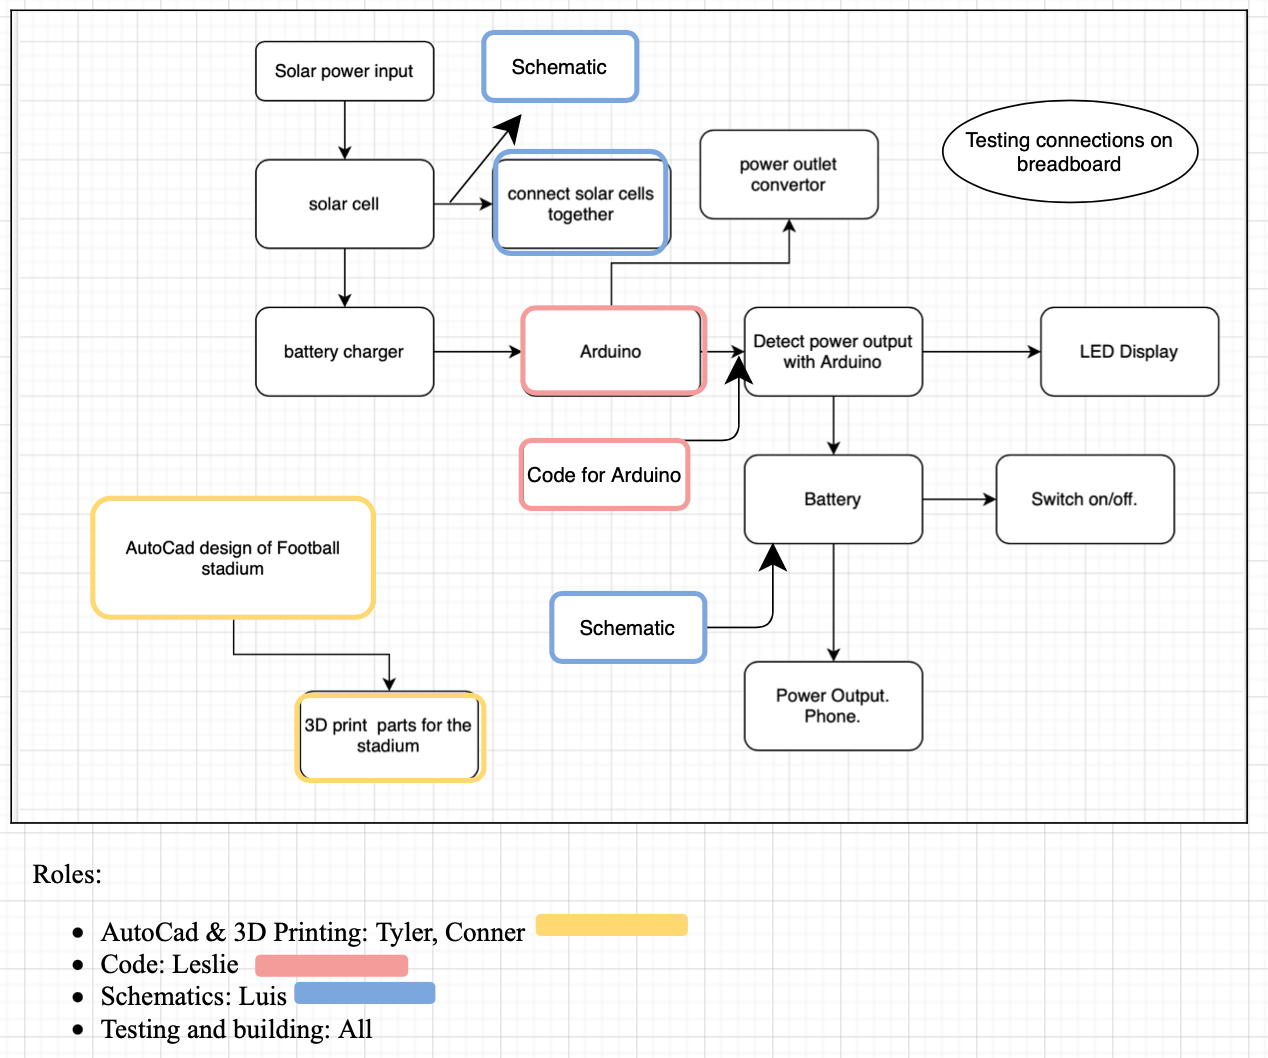 Solar power input
Schematic
Testing connections on
breadboard
power outlet
convertor
solar cell
connect solar cells
together
battery charger
Arduino
Detect power output
with Arduino
LED Display
Code for Arduino
Battery
Switch on/off.
AutoCad design of Football
stadium
Schematic
Power Output.
Phone.
3D print  parts for the
stadium
Roles:
• AutoCad & 3D Printing: Tyler, Conner
• Code: Leslie
• Schematics: Luis
• Testing and building: All